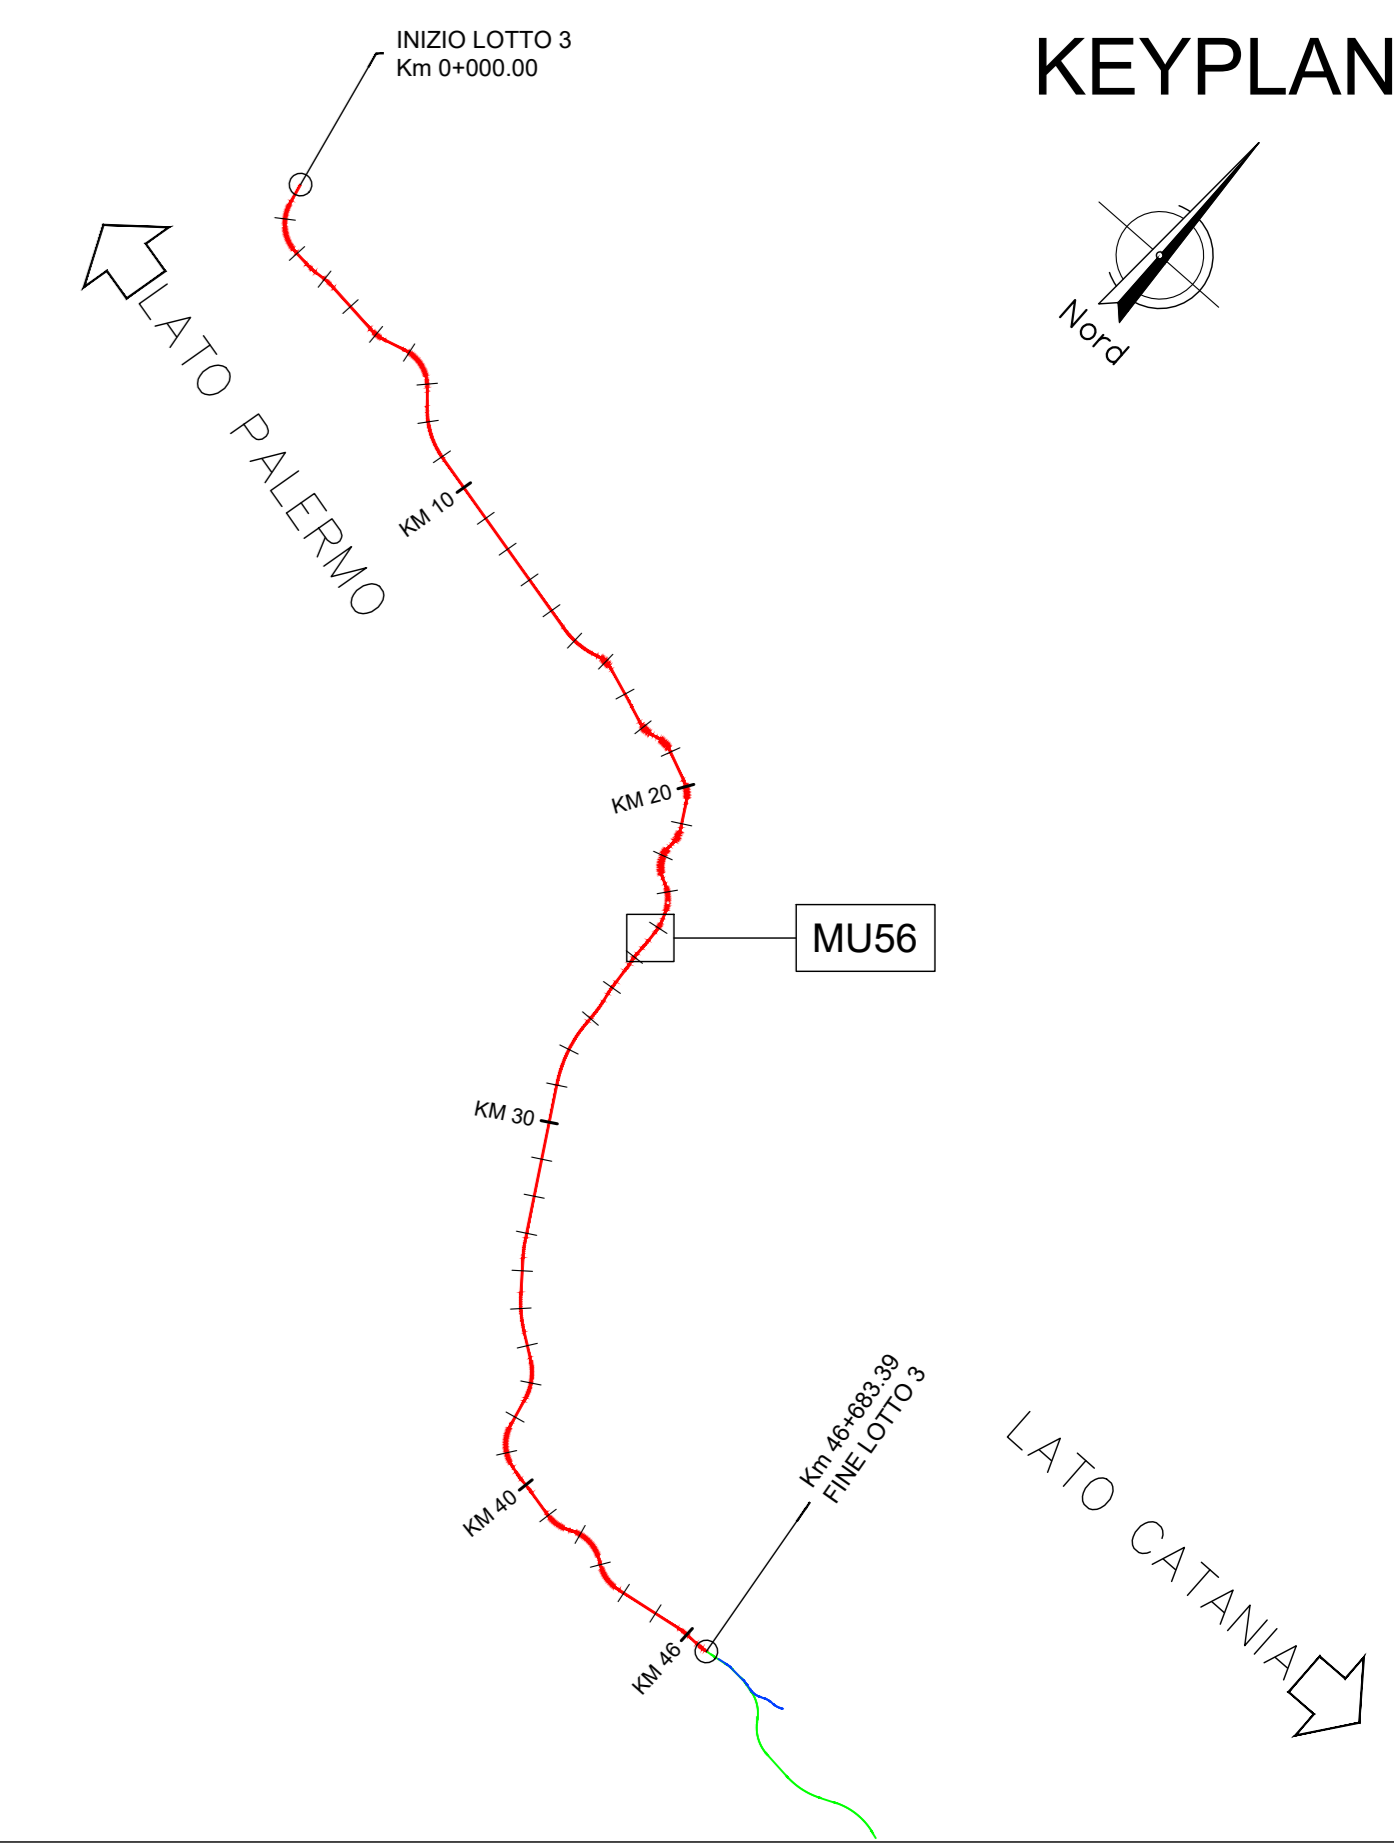 INIZIO LOTTO 3
Km 0+000.00
KEYPLAN
Nord
LATO PALERMO
KM 10
KM 20
MU56
KM 30
Km 46+683.39
FINE LOTTO 3
LATO CATANIA
KM 40
KM 46